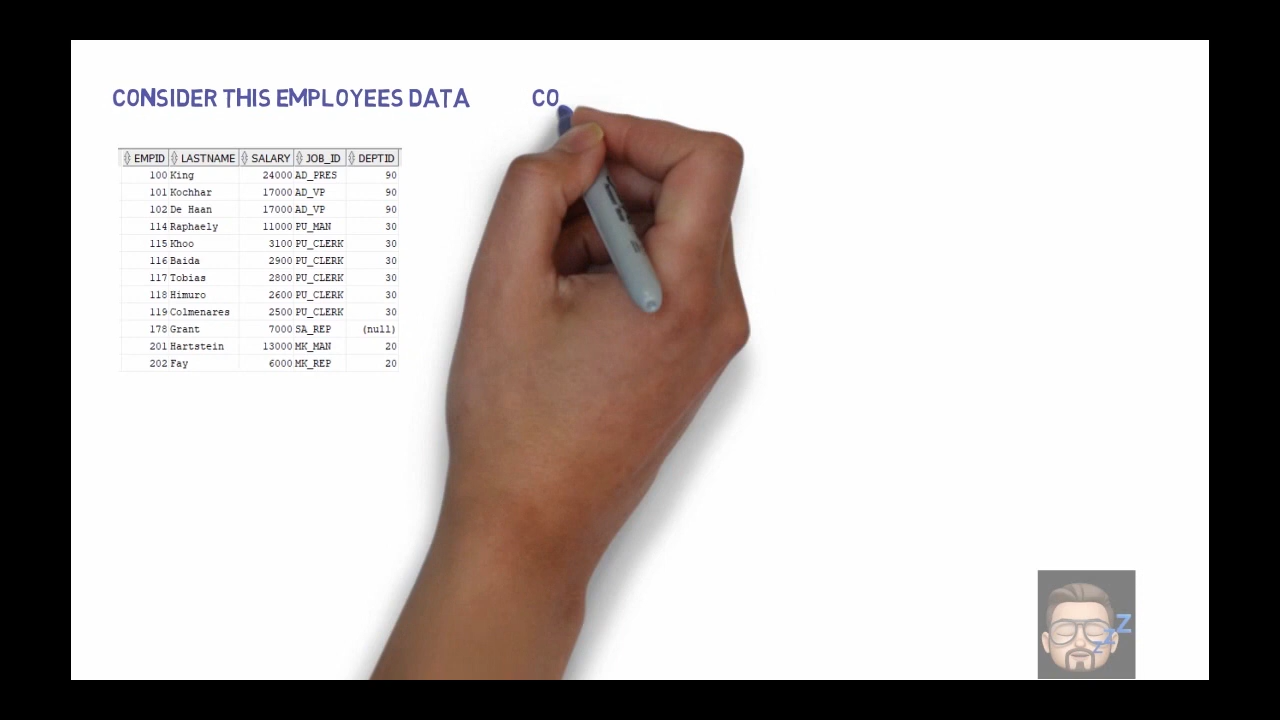 CONSIDER THIS EMPLOYEES DATA CO
EMPID LASTNAME SALARY JOB_ID DEPTID
100 King 24000 AD_PRES 90
101 Kochhar 17000 AD_VP 90
102 De Haan 17000 AD_VP 90
114 Raphaely 11000 PU_MAN 30
115 Khoo 3100 PU_CLERK 30
116 Baida 2900 PU_CLERK 30
117 Tobias 2800 PU_CLERK 30
118 Himuro 2600 PU_CLERK 30
119 Colmenares 2500 PU_CLERK 30
178 Grant 7000 SA_REP (null)
201 Hartstein 13000 MK_MAN 20
202 Fay 6000 MK_REP 20
z z Z